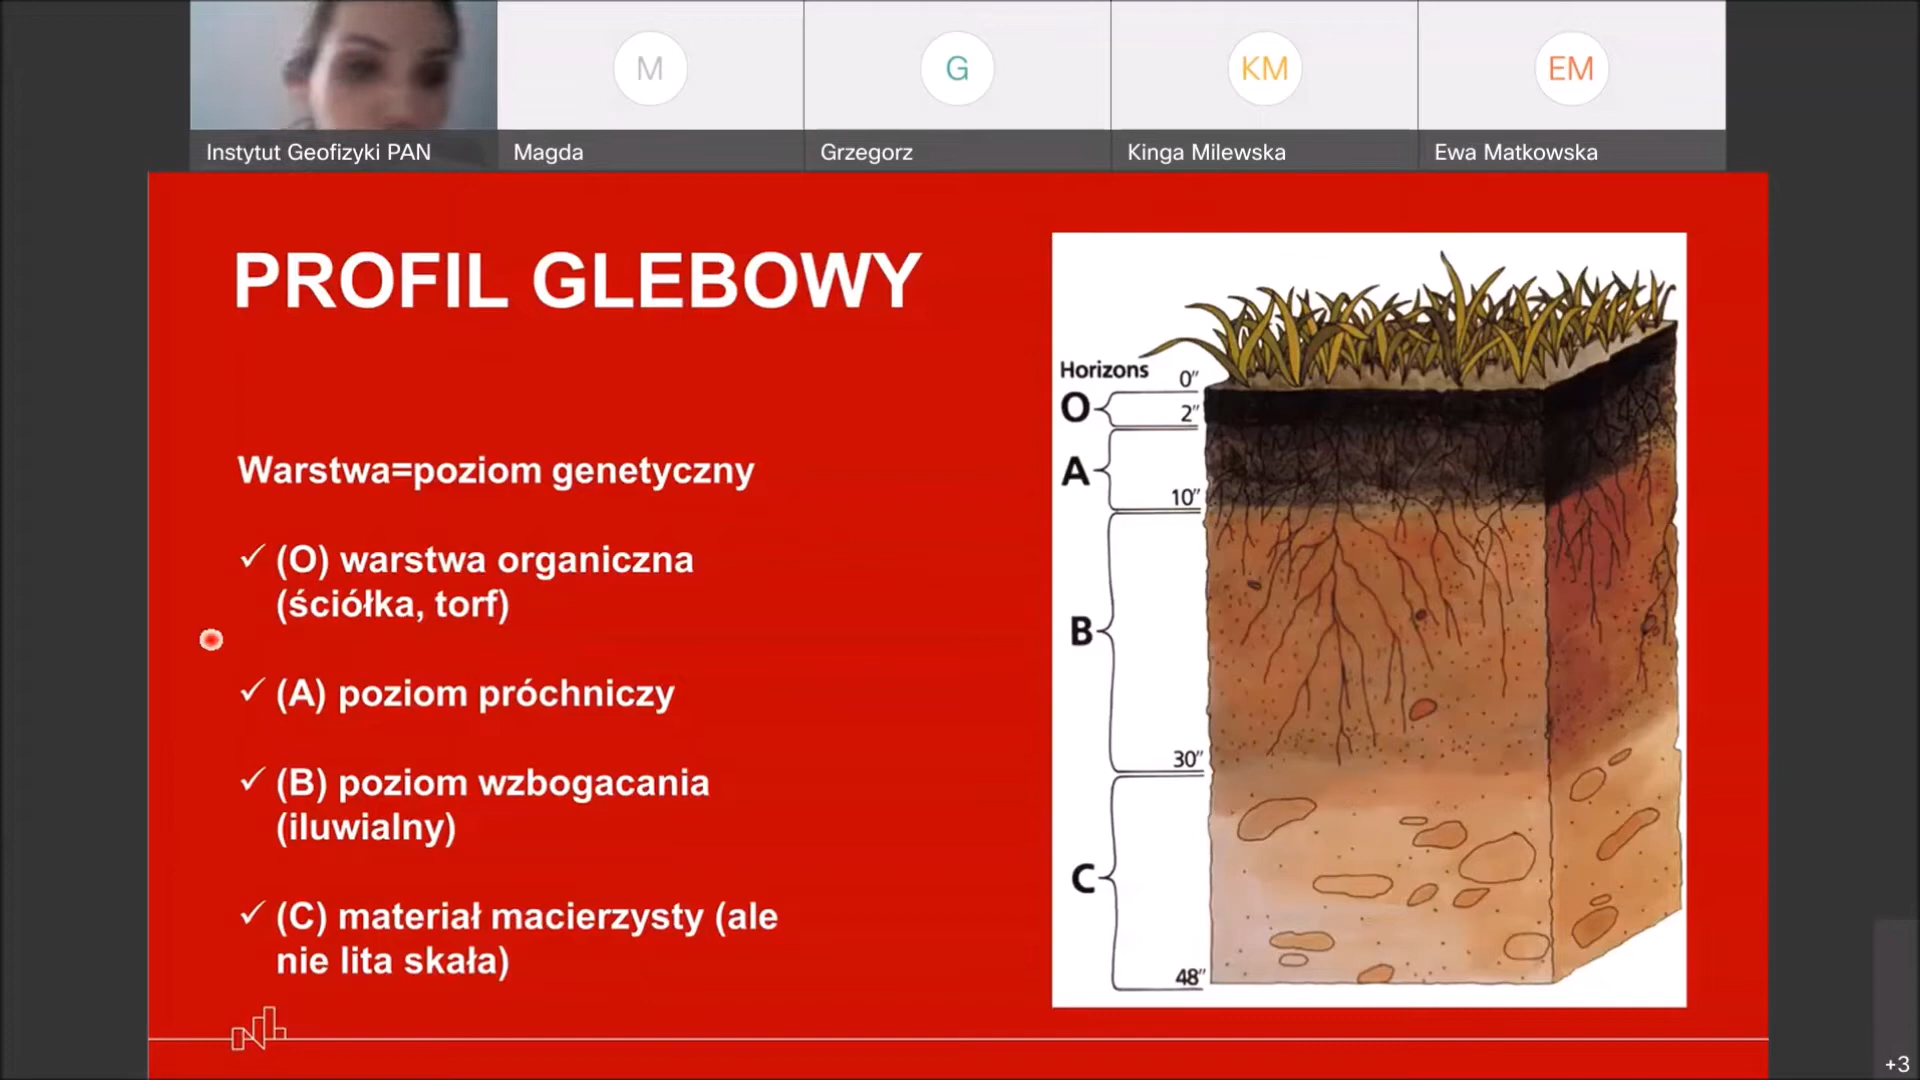 M
G
KM
EM
Instytut Geofizyki PAN
Magda
Grzegorz
Kinga Milewska
Ewa Matkowska
PROFIL GLEBOWY
Warstwa=poziom genetyczny
✓ (O) warstwa organiczna
(ściółka, torf)
✓ (A) poziom próchniczy
✓ (B) poziom wzbogacania
(iluwialny)
✓ (C) materiał macierzysty (ale
nie lita skała)
Horizons
0"
O
2"
A
10"
B
30"
C
48"
+3